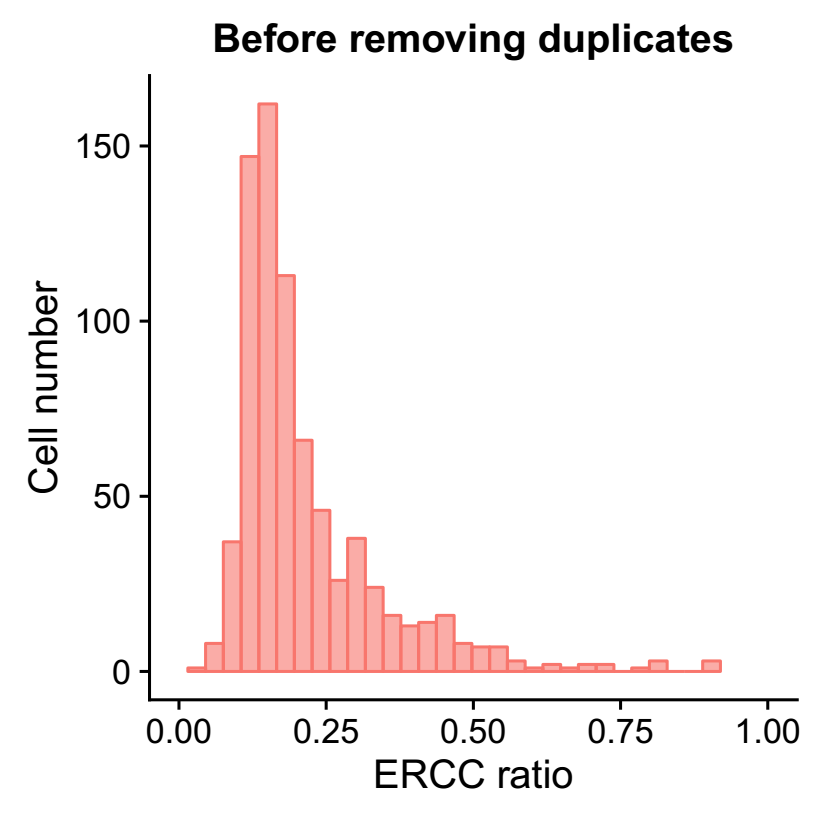 Before removing duplicates
150
100
50
0
Cell number
0.00 0.25 0.50 0.75 1.00
ERCC ratio